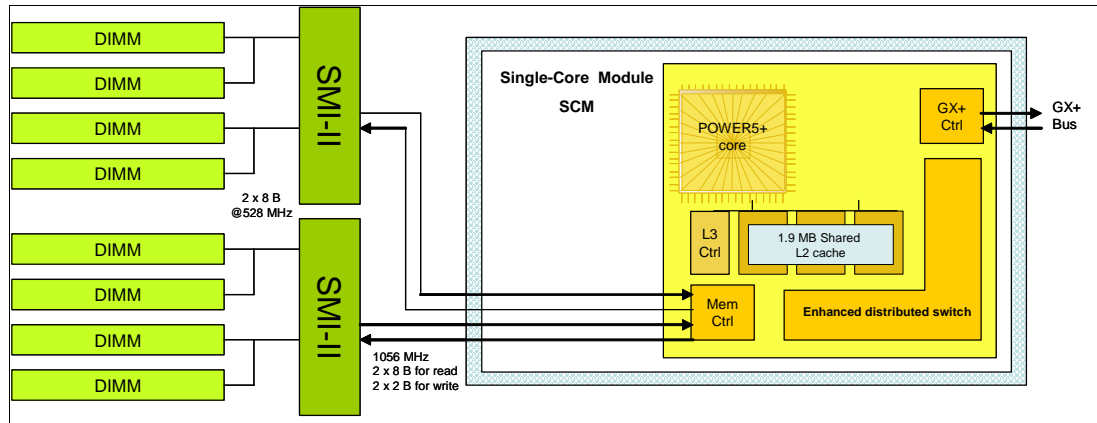 DIMM
DIMM
DIMM
DIMM
SMI-II
2 x 8 B
@528 MHz
DIMM
DIMM
DIMM
DIMM
SMI-II
1056 MHz
2 x 8 B for read
2 x 2 B for write
Single-Core Module
SCM
POWER5+
core
GX+
Ctrl
GX+
Bus
L3
Ctrl
1.9 MB Shared
L2 cache
Mem
Ctrl
Enhanced distributed switch